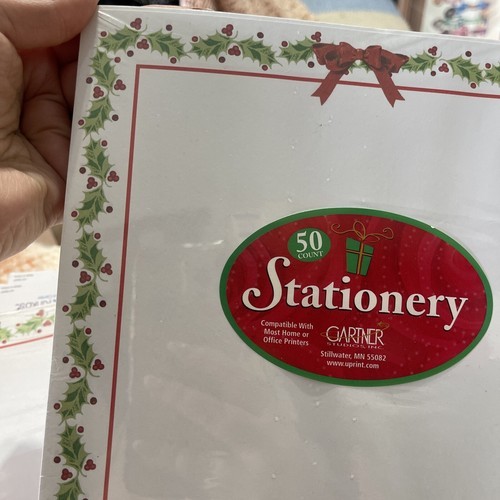 50
COUNT
Stationery
Compatible With
Most Home or
Office Printers
GARTNER
STUDIOS, INC.
Stillwater, MN 55082
www.uprint.com